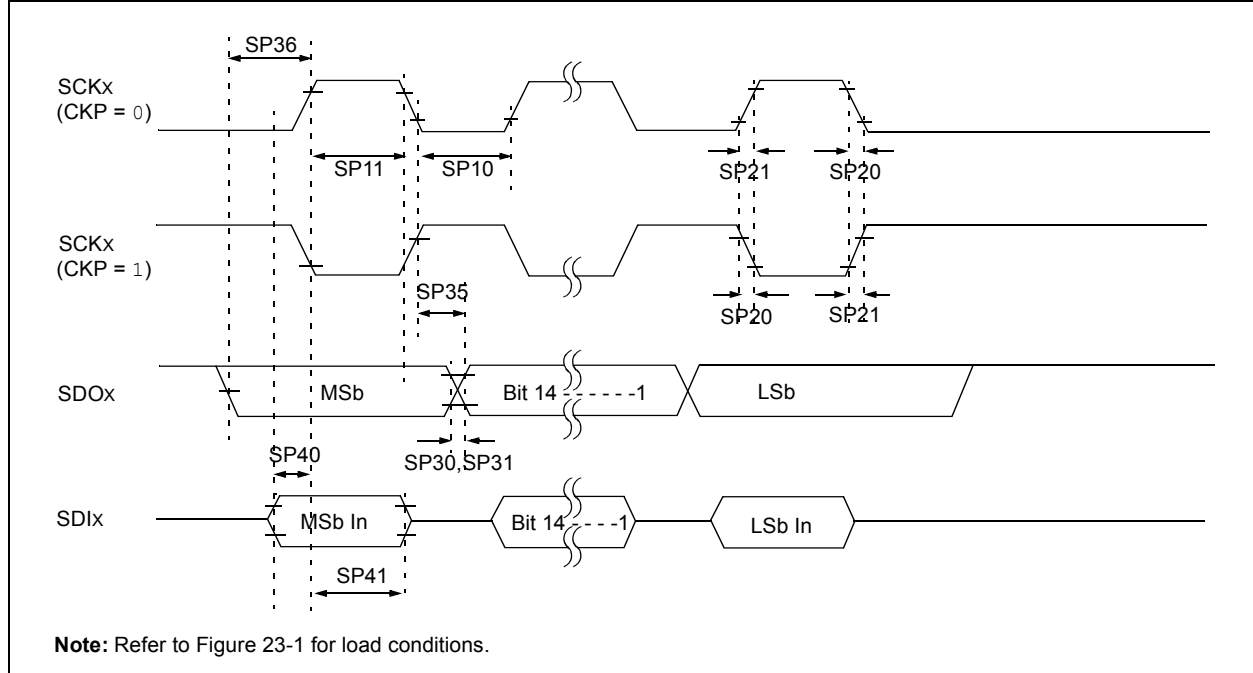 SP36
SCKx
(CKP = 0)
SP11
SP10
SP21
SP20
SCKx
(CKP = 1)
SP35
SP20
SP21
SDOx
MSb
Bit 14 - - - - - -1
LSb
SP40
SP30,SP31
SDIx
MSb In
Bit 14 - - - -1
LSb In
SP41
Note: Refer to Figure 23-1 for load conditions.